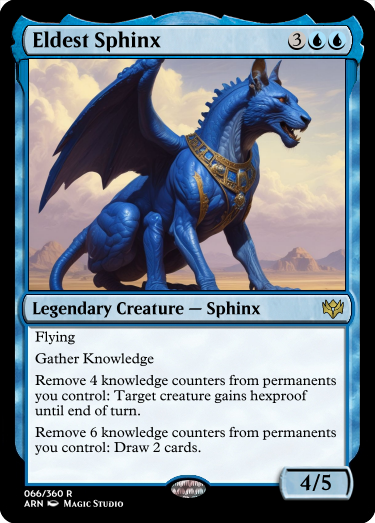 Eldest Sphinx 3
Legendary Creature — Sphinx
Flying
Gather Knowledge
Remove 4 knowledge counters from permanents
you control: Target creature gains hexproof
until end of turn.
Remove 6 knowledge counters from permanents
you control: Draw 2 cards.
4/5
066/360 R
ARN Magic Studio